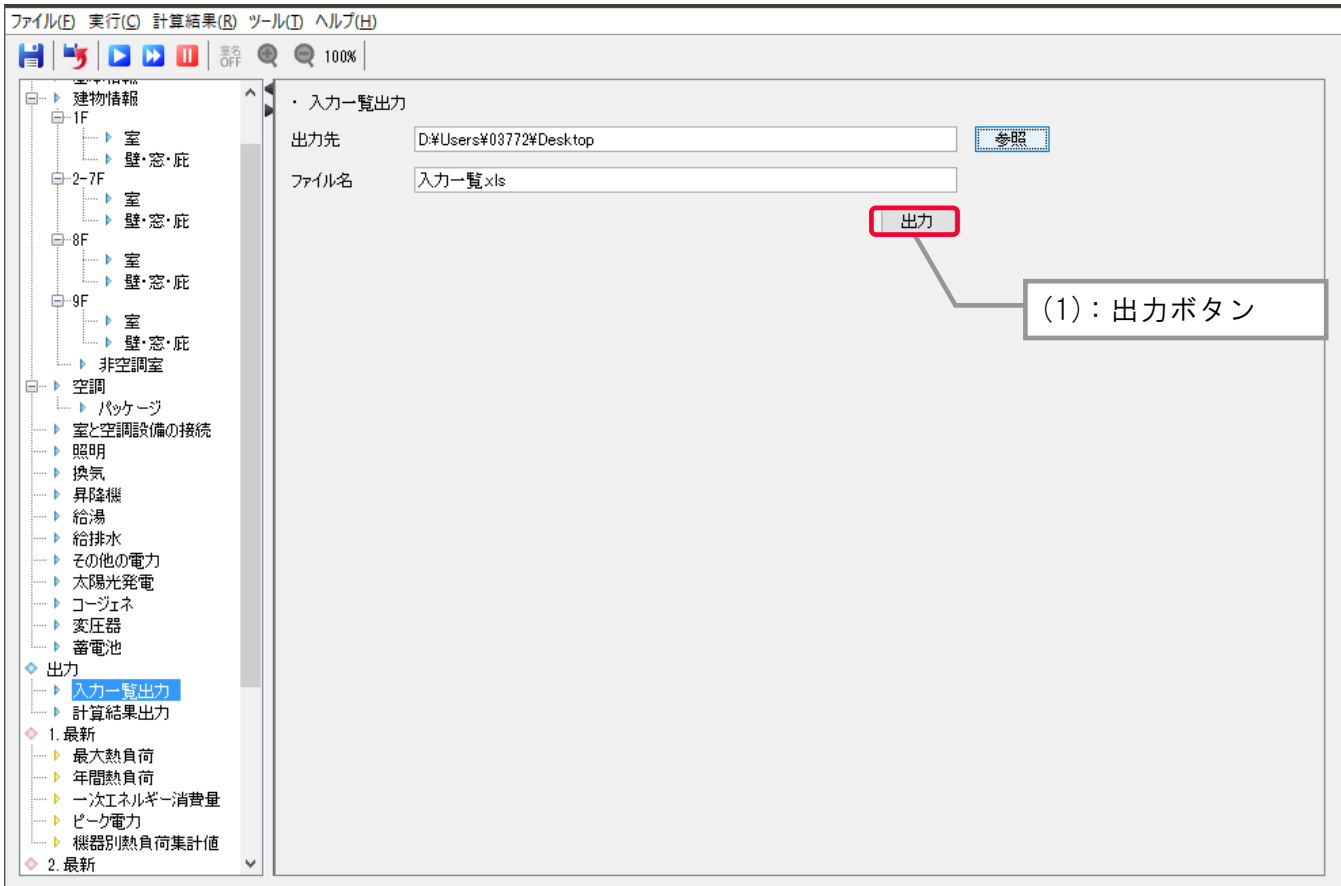 ファイル(F) 実行(C) 計算結果(R) ツール(T) ヘルプ(H)
室名 OFF 100%
建物情報
1F
室
壁・窓・庇
2-7F
室
壁・窓・庇
8F
室
壁・窓・庇
9F
室
壁・窓・庇
非空調室
空調
パッケージ
室と空調設備の接続
照明
換気
昇降機
給湯
給排水
その他の電力
太陽光発電
コージェネ
変圧器
蓄電池
出力
入力一覧出力
計算結果出力
1.最新
最大熱負荷
年間熱負荷
一次エネルギー消費量
ピーク電力
機器別熱負荷集計値
2.最新
・ 入力一覧出力
出力先 D:¥Users¥03772¥Desktop 参照
ファイル名 入力一覧.xls
出力
(1)：出力ボタン